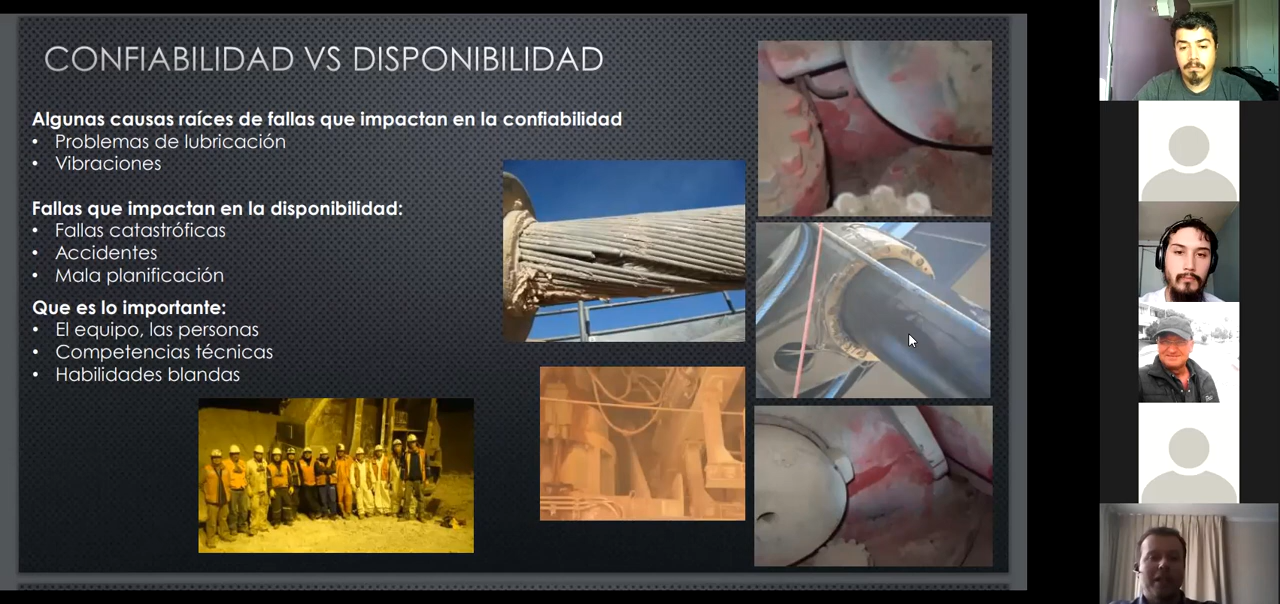 CONFIABILIDAD VS DISPONIBILIDAD
Algunas causas raíces de fallas que impactan en la confiabilidad
• Problemas de lubricación
• Vibraciones
Fallas que impactan en la disponibilidad:
• Fallas catastróficas
• Accidentes
• Mala planificación
Que es lo importante:
• El equipo, las personas
• Competencias técnicas
• Habilidades blandas